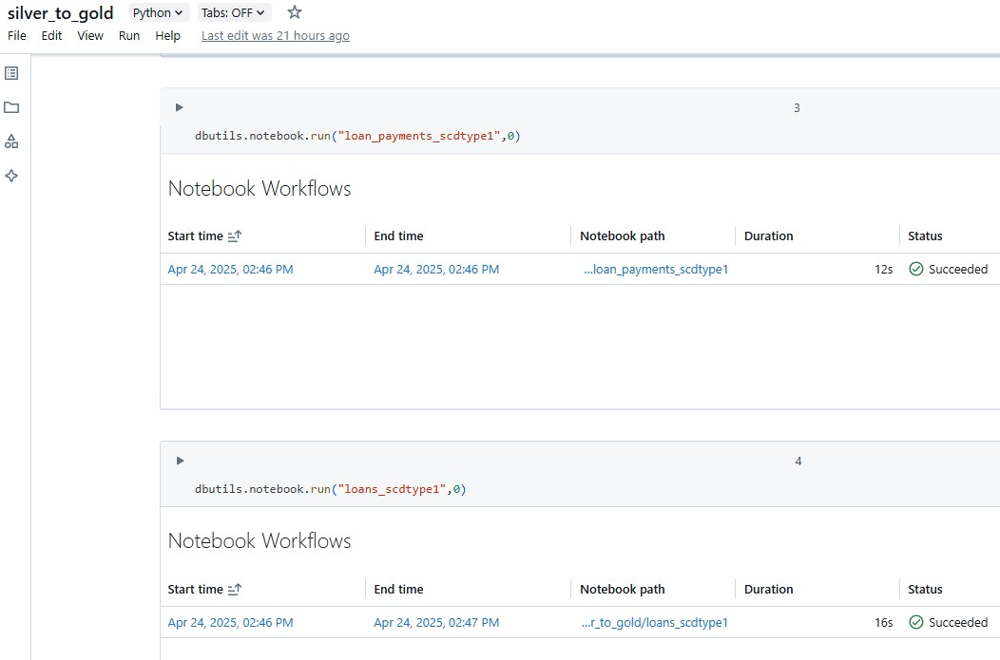 silver_to_gold Python Tabs: OFF
File Edit View Run Help Last edit was 21 hours ago
3
dbutils.notebook.run("loan_payments_scdtype1",0)
Notebook Workflows
Start time End time Notebook path Duration Status
Apr 24, 2025, 02:46 PM Apr 24, 2025, 02:46 PM ...loan_payments_scdtype1 12s Succeeded
4
dbutils.notebook.run("loans_scdtype1",0)
Notebook Workflows
Start time End time Notebook path Duration Status
Apr 24, 2025, 02:46 PM Apr 24, 2025, 02:47 PM ...r_to_gold/loans_scdtype1 16s Succeeded